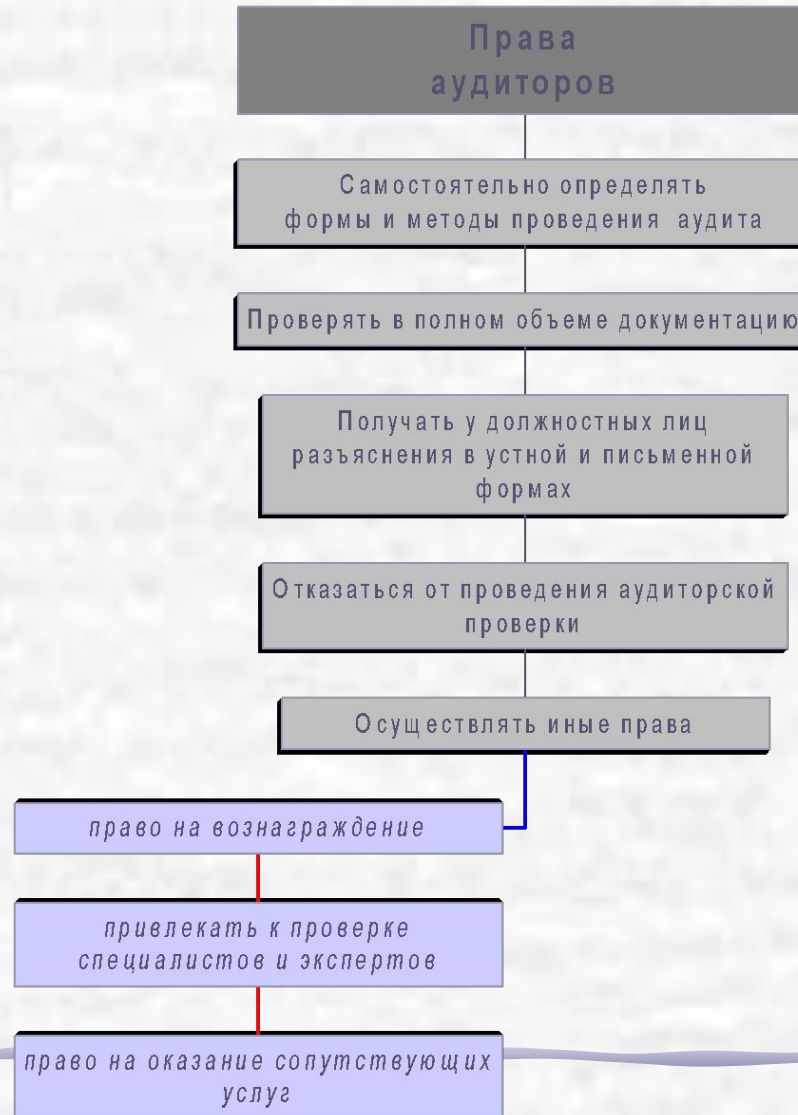 Права
аудиторов
Самостоятельно определять
формы и методы проведения аудита
Проверять в полном объеме документацию
Получать у должностных лиц
разъяснения в устной и письменной
формах
Отказаться от проведения аудиторской
проверки
Осуществлять иные права
право на вознаграждение
привлекать к проверке
специалистов и экспертов
право на оказание сопутствующих
услуг